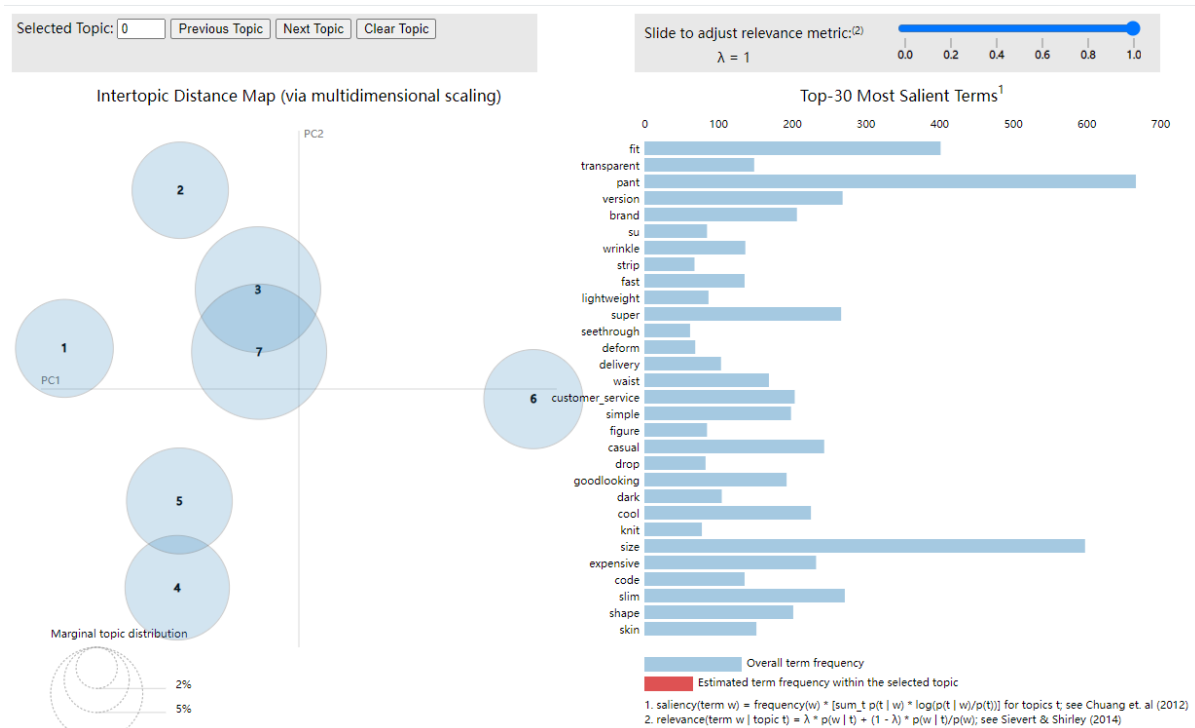 Selected Topic: 0 Previous Topic Next Topic Clear Topic
Slide to adjust relevance metric:(2)
λ = 1
0.0 0.2 0.4 0.6 0.8 1.0
Intertopic Distance Map (via multidimensional scaling)
PC2
PC1
2
3
1
7
6
5
4
Marginal topic distribution
2%
5%
Top-30 Most Salient Terms1
0 100 200 300 400 500 600 700
fit
transparent
pant
version
brand
su
wrinkle
strip
fast
lightweight
super
seethrough
deform
delivery
waist
customer_service
simple
figure
casual
drop
goodlooking
dark
cool
knit
size
expensive
code
slim
shape
skin
Overall term frequency
Estimated term frequency within the selected topic
1. saliency(term w) = frequency(w) * [sum_t p(t | w) * log(p(t | w)/p(t))] for topics t; see Chuang et. al (2012)
2. relevance(term w | topic t) = λ * p(w | t) + (1 - λ) * p(w | t)/p(w); see Sievert & Shirley (2014)